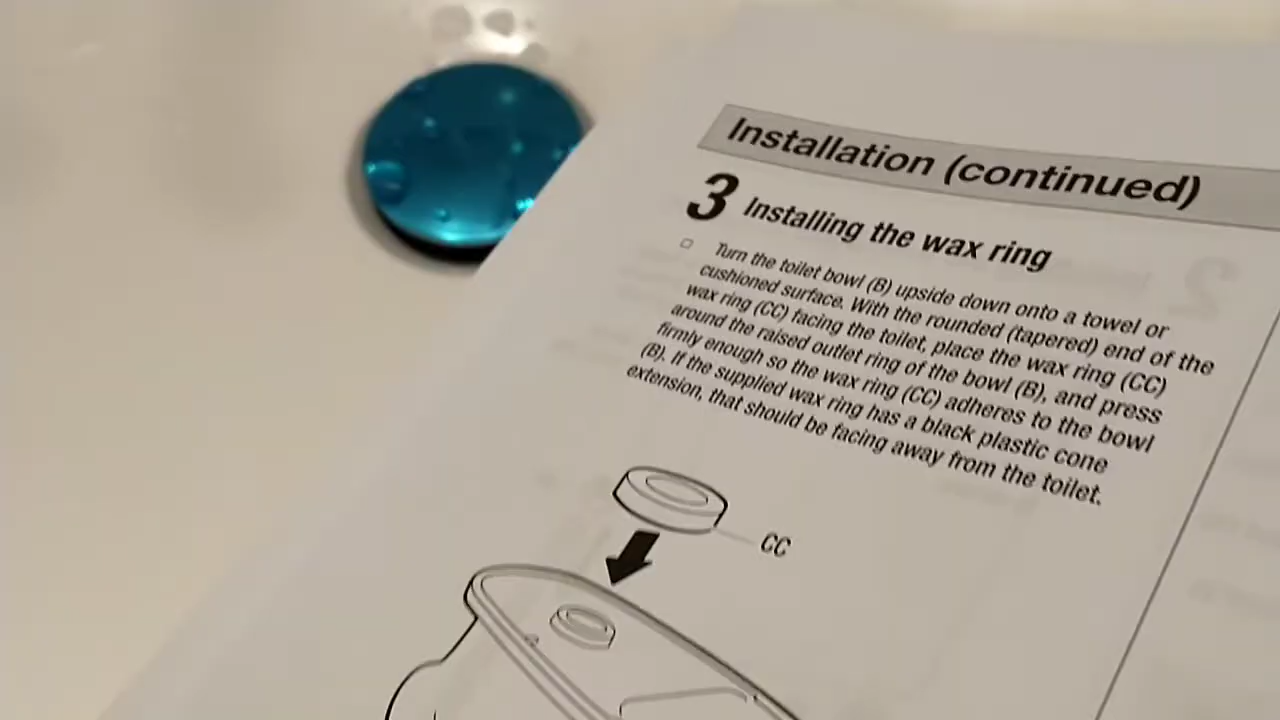 Installation (continued)
3 Installing the wax ring
Turn the toilet bowl (B) upside down onto a towel or
cushioned surface. With the rounded (tapered) end of the
wax ring (CC) facing the toilet, place the wax ring (CC)
around the raised outlet ring of the bowl (B), and press
firmly enough so the wax ring (CC) adheres to the bowl
(B). If the supplied wax ring has a black plastic cone
extension, that should be facing away from the toilet.
CC
2